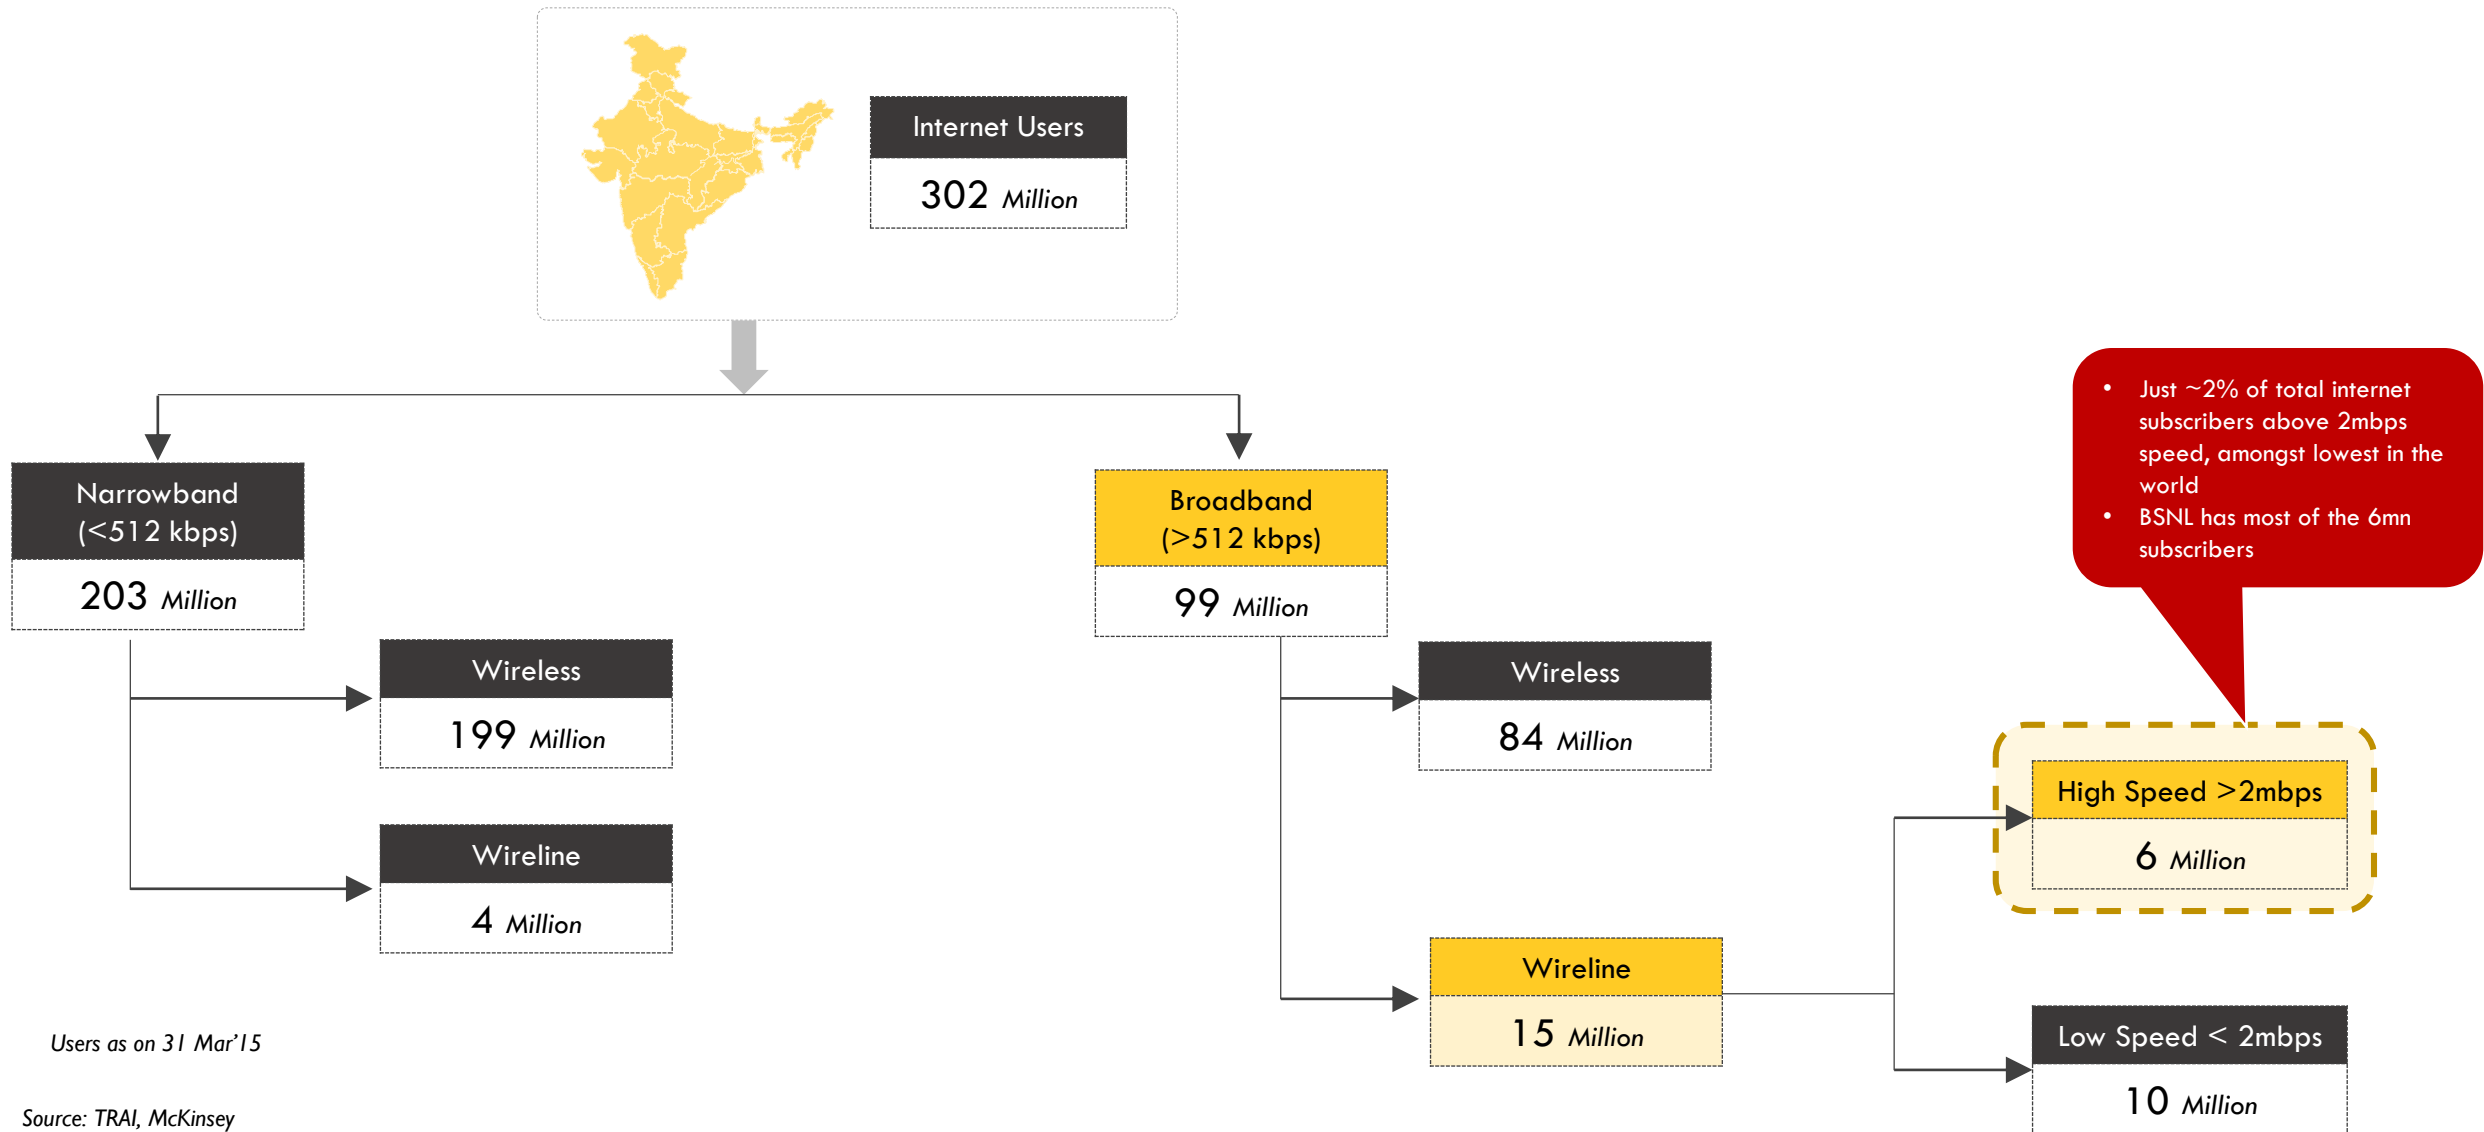 Internet Users
302 Million
• Just ~2% of total internet
subscribers above 2mbps
speed, amongst lowest in the
world
• BSNL has most of the 6mn
subscribers
Narrowband
(<512 kbps)
203 Million
Wireless
199 Million
Wireline
4 Million
Broadband
(>512 kbps)
99 Million
Wireless
84 Million
Wireline
15 Million
High Speed >2mbps
6 Million
Low Speed < 2mbps
10 Million
Users as on 31 Mar'15
Source: TRAI, McKinsey